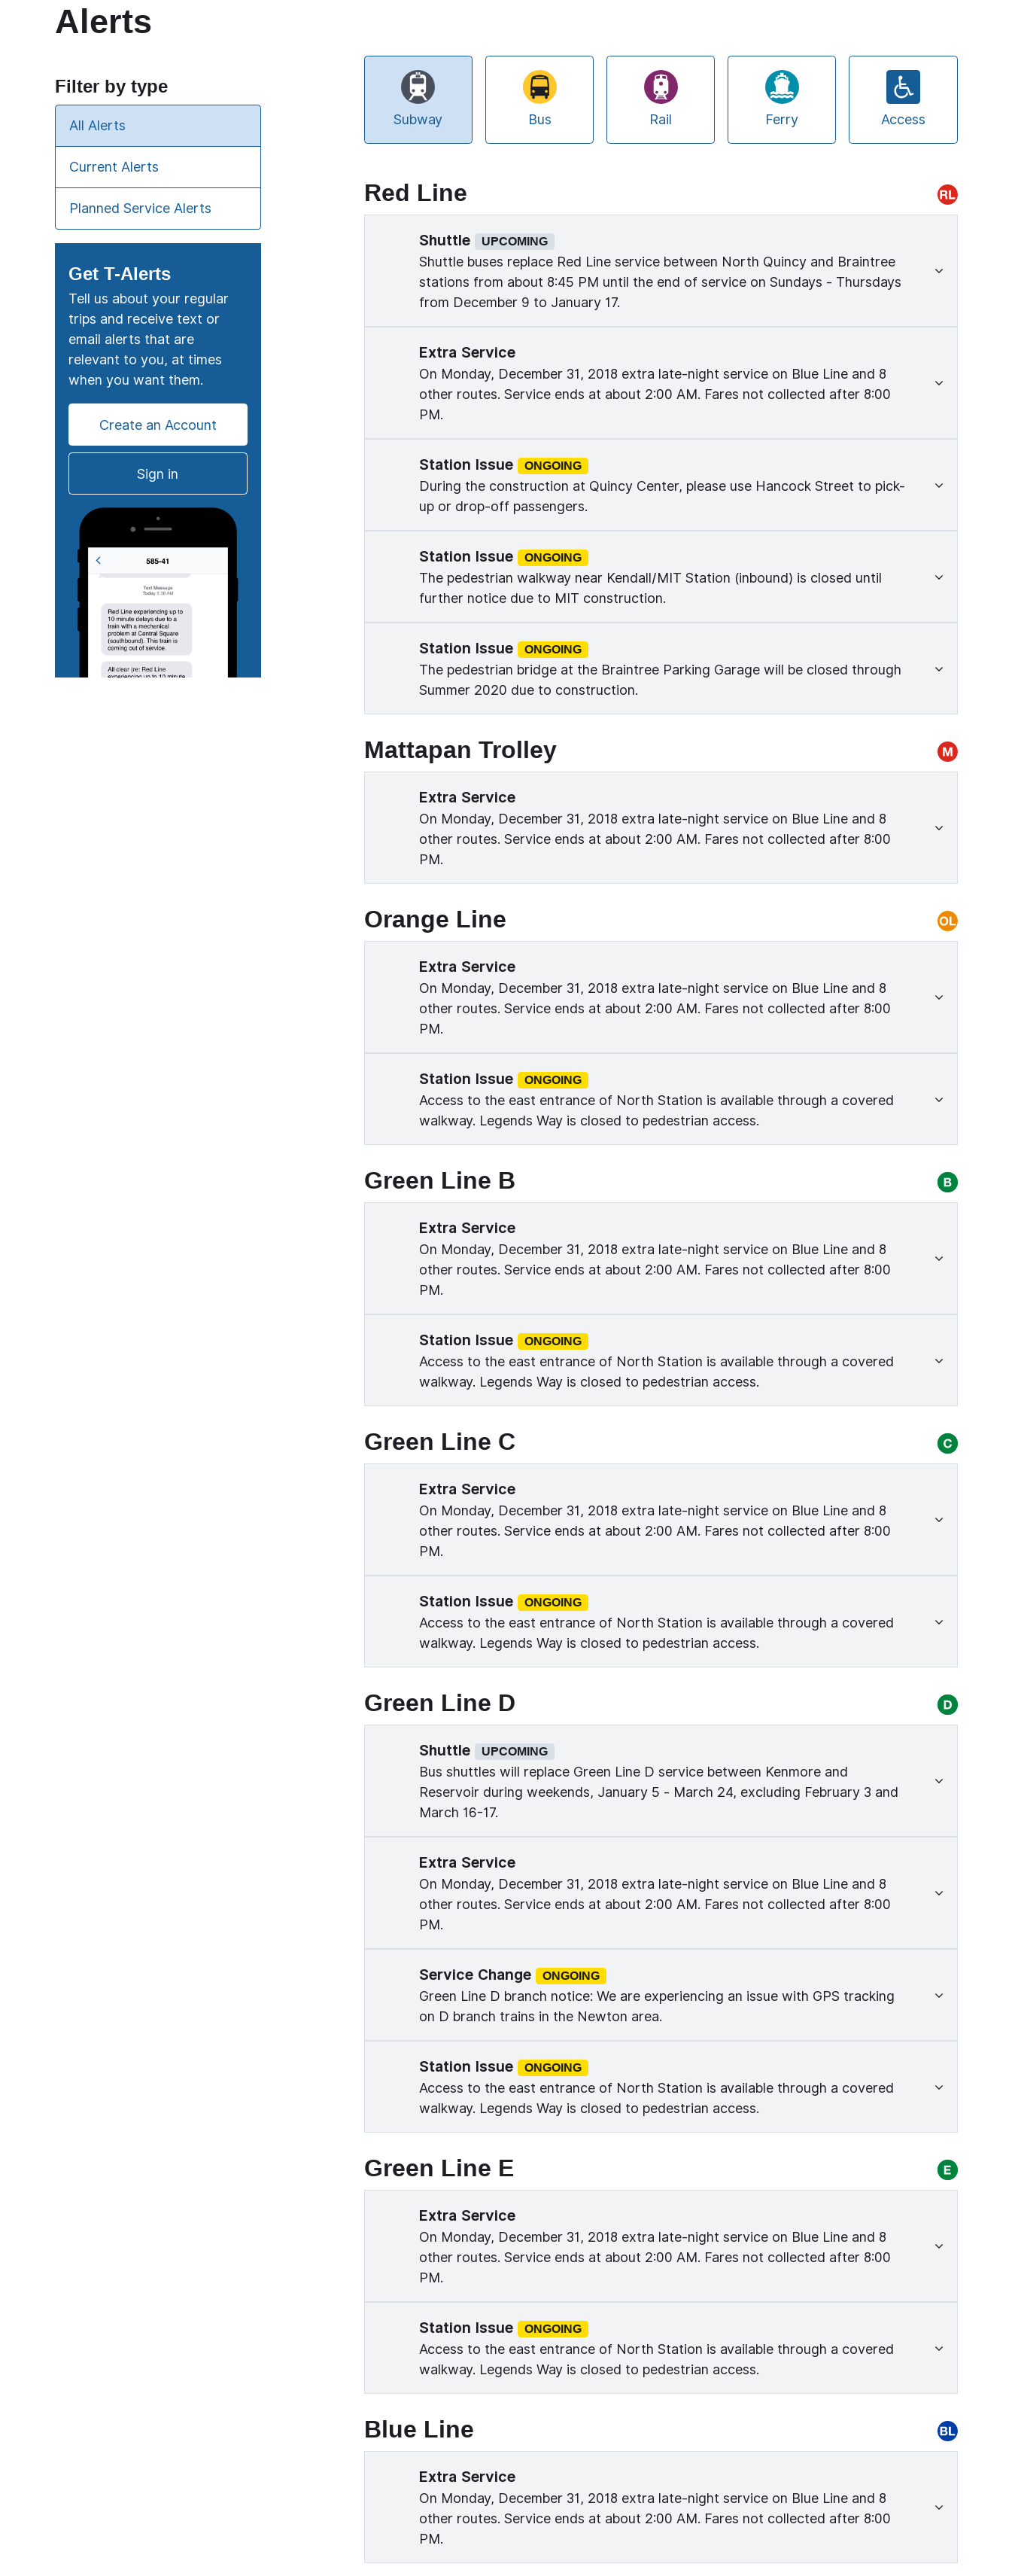 Alerts
Filter by type
All Alerts
Current Alerts
Planned Service Alerts
Get T-Alerts
Tell us about your regular
trips and receive text or
email alerts that are
relevant to you, at times
when you want them.
Create an Account
Sign in
585-41
Text Message
Today 5:28 AM
Red Line experiencing up to
10 minute delays due to a
train with a mechanical
problem at Central Square
(southbound). This train is
coming out of service.
All clear (re: Red Line
experiencing up to 10 minute
Subway
Bus
Rail
Ferry
Access
Red Line
RL
Shuttle UPCOMING
Shuttle buses replace Red Line service between North Quincy and Braintree
stations from about 8:45 PM until the end of service on Sundays - Thursdays
from December 9 to January 17.
Extra Service
On Monday, December 31, 2018 extra late-night service on Blue Line and 8
other routes. Service ends at about 2:00 AM. Fares not collected after 8:00
PM.
Station Issue ONGOING
During the construction at Quincy Center, please use Hancock Street to pick-
up or drop-off passengers.
Station Issue ONGOING
The pedestrian walkway near Kendall/MIT Station (inbound) is closed until
further notice due to MIT construction.
Station Issue ONGOING
The pedestrian bridge at the Braintree Parking Garage will be closed through
Summer 2020 due to construction.
Mattapan Trolley
M
Extra Service
On Monday, December 31, 2018 extra late-night service on Blue Line and 8
other routes. Service ends at about 2:00 AM. Fares not collected after 8:00
PM.
Orange Line
OL
Extra Service
On Monday, December 31, 2018 extra late-night service on Blue Line and 8
other routes. Service ends at about 2:00 AM. Fares not collected after 8:00
PM.
Station Issue ONGOING
Access to the east entrance of North Station is available through a covered
walkway. Legends Way is closed to pedestrian access.
Green Line B
B
Extra Service
On Monday, December 31, 2018 extra late-night service on Blue Line and 8
other routes. Service ends at about 2:00 AM. Fares not collected after 8:00
PM.
Station Issue ONGOING
Access to the east entrance of North Station is available through a covered
walkway. Legends Way is closed to pedestrian access.
Green Line C
C
Extra Service
On Monday, December 31, 2018 extra late-night service on Blue Line and 8
other routes. Service ends at about 2:00 AM. Fares not collected after 8:00
PM.
Station Issue ONGOING
Access to the east entrance of North Station is available through a covered
walkway. Legends Way is closed to pedestrian access.
Green Line D
D
Shuttle UPCOMING
Bus shuttles will replace Green Line D service between Kenmore and
Reservoir during weekends, January 5 - March 24, excluding February 3 and
March 16-17.
Extra Service
On Monday, December 31, 2018 extra late-night service on Blue Line and 8
other routes. Service ends at about 2:00 AM. Fares not collected after 8:00
PM.
Service Change ONGOING
Green Line D branch notice: We are experiencing an issue with GPS tracking
on D branch trains in the Newton area.
Station Issue ONGOING
Access to the east entrance of North Station is available through a covered
walkway. Legends Way is closed to pedestrian access.
Green Line E
E
Extra Service
On Monday, December 31, 2018 extra late-night service on Blue Line and 8
other routes. Service ends at about 2:00 AM. Fares not collected after 8:00
PM.
Station Issue ONGOING
Access to the east entrance of North Station is available through a covered
walkway. Legends Way is closed to pedestrian access.
Blue Line
BL
Extra Service
On Monday, December 31, 2018 extra late-night service on Blue Line and 8
other routes. Service ends at about 2:00 AM. Fares not collected after 8:00
PM.